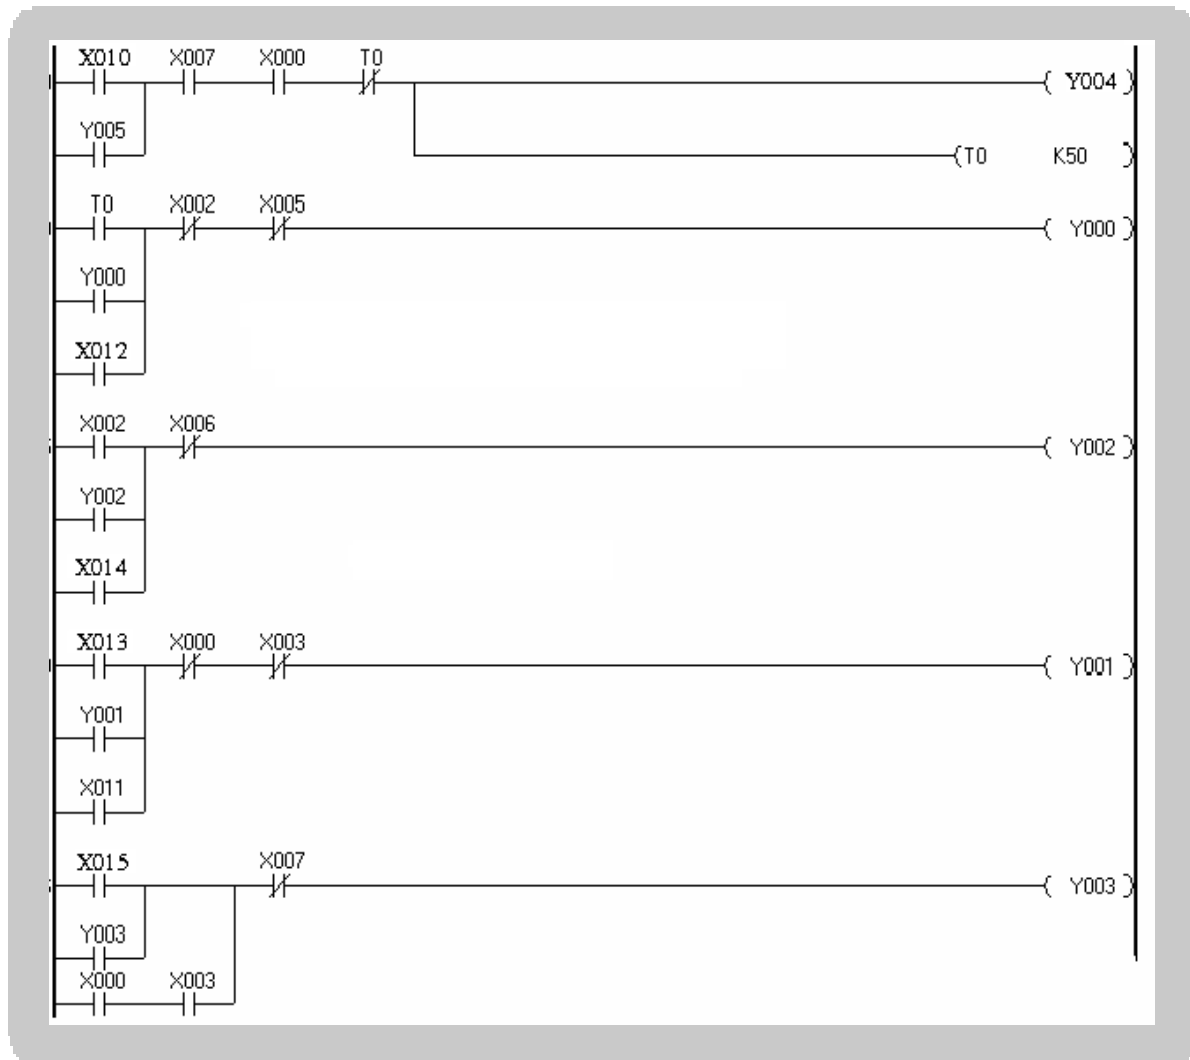 X010 X007 X000 T0
( Y004 )
Y005
(T0 K50 )
T0 X002 X005
( Y000 )
Y000
X012
X002 X006
( Y002 )
Y002
X014
X013 X000 X003
( Y001 )
Y001
X011
X015 X007
( Y003 )
Y003
X000 X003